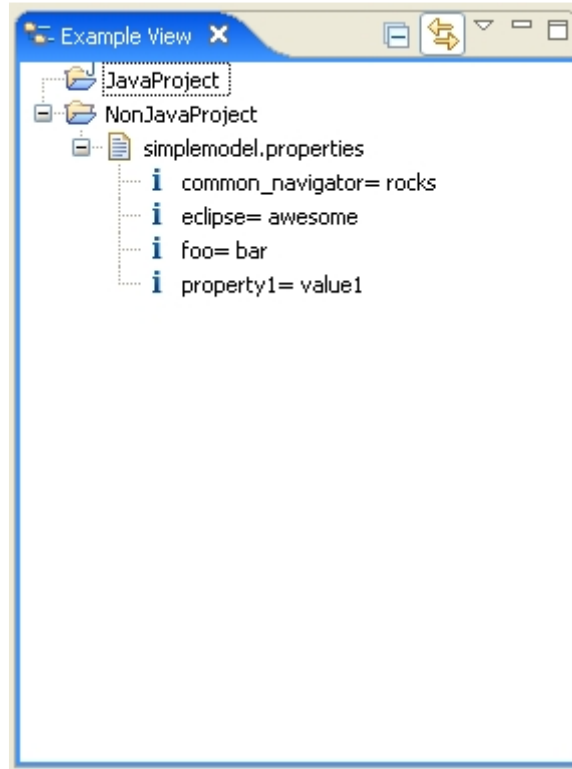 Example View
JavaProject
NonJavaProject
simplemodel.properties
common_navigator= rocks
eclipse= awesome
foo= bar
property1= value1